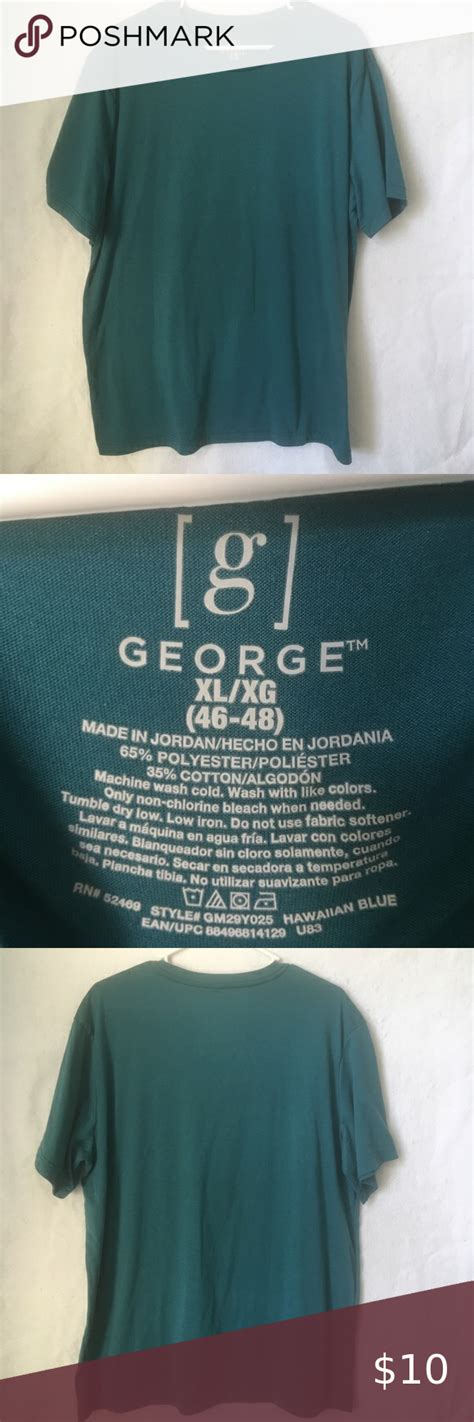 POSHMARK
[g]
GEORGE™
XL/XG
(46-48)
MADE IN JORDAN/HECHO EN JORDANIA
65% POLYESTER/POLIÉSTER
35% COTTON/ALGODÓN
Machine wash cold. Wash with like colors.
Only non-chlorine bleach when needed.
Tumble dry low. Low iron. Do not use fabric softener.
Lavar a máquina en agua fría. Lavar con colores
similares. Blanqueador sin cloro solamente, cuando
sea necesario. Secar en secadora a temperatura
baja. Plancha tibia. No utilizar suavizante para ropa.
RN# 52469 STYLE# GM29Y025 HAWAIIAN BLUE
EAN/UPC 88496814129 U83
$10